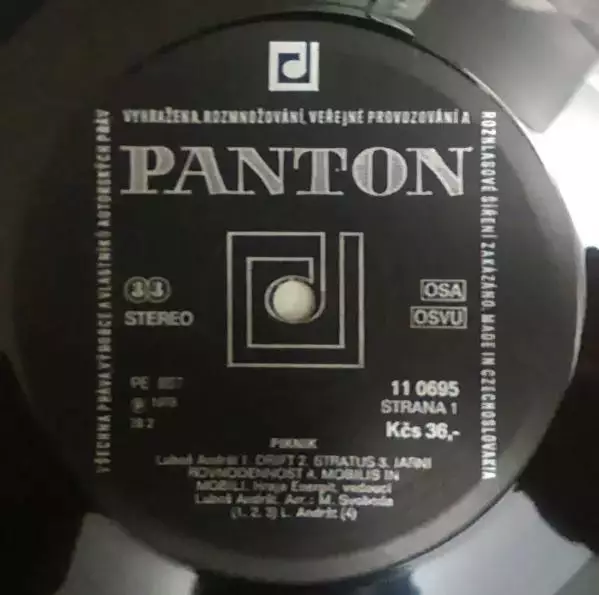 VYHRAŽENA, ROZMNOŽOVÁNÍ, VEŘEJNÉ PROVOZOVÁNÍ A
ROZHLASOVÉ ŠÍŘENÍ ZAKÁZÁNO, MADE IN CZECHOSLOVAKIA
VŠECHNA PRÁVA, VÝROBCE A VLASTNÍKŮ AUTORSKÝCH PRÁV
PANTON
33
STEREO
OSA
OSVU
PE
℗
11 0695
STRANA 1
Kčs 36,-
PIKNIK
Luboš Andršt 1. DRIFT 2. STRATUS 3. JARNI
ROVNODENNOST 4. MOBILIS IN
MOBILI. Hraje Energit, vedoucí
Luboš Andršt. Arr.: M. Svoboda
(1, 2, 3) L. Andršt (4)